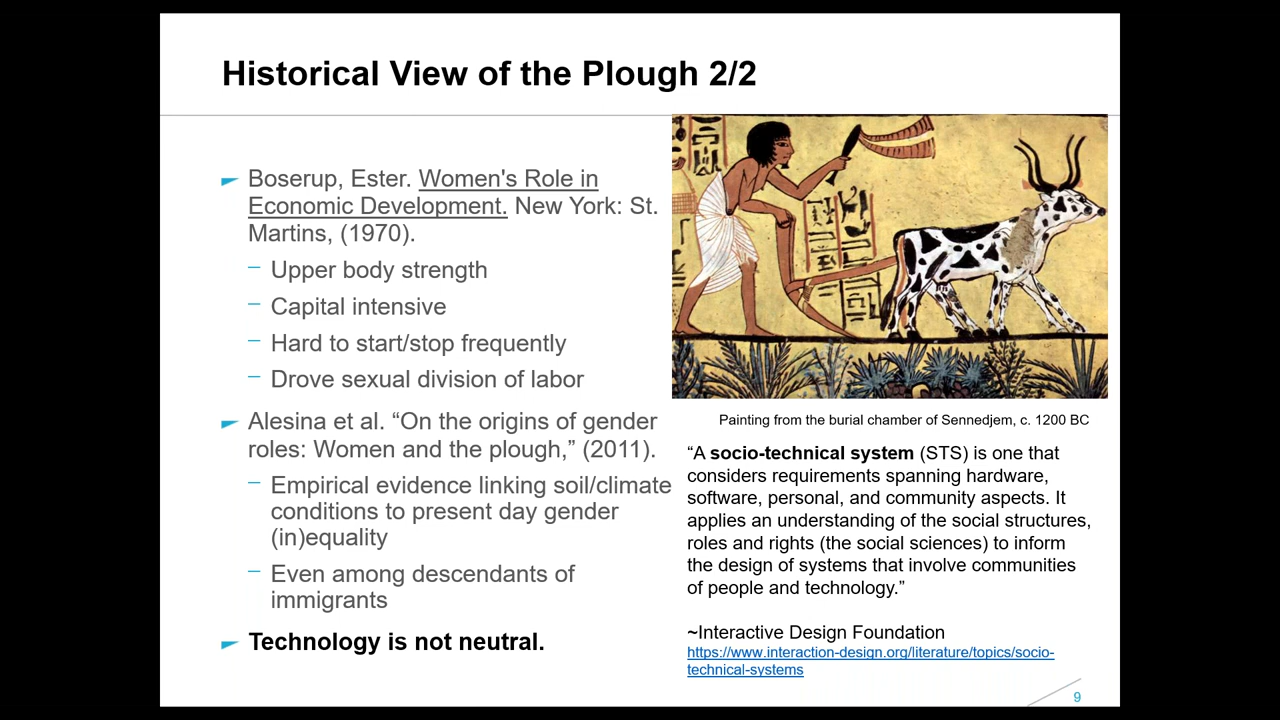 Historical View of the Plough 2/2
Boserup, Ester. Women's Role in
Economic Development. New York: St.
Martins, (1970).
Upper body strength
Capital intensive
Hard to start/stop frequently
Drove sexual division of labor
Alesina et al. “On the origins of gender
roles: Women and the plough,” (2011).
Empirical evidence linking soil/climate
conditions to present day gender
(in)equality
Even among descendants of
immigrants
Technology is not neutral.
Painting from the burial chamber of Sennedjem, c. 1200 BC
“A socio-technical system (STS) is one that
considers requirements spanning hardware,
software, personal, and community aspects. It
applies an understanding of the social structures,
roles and rights (the social sciences) to inform
the design of systems that involve communities
of people and technology.”
~Interactive Design Foundation
https://www.interaction-design.org/literature/topics/socio-
technical-systems
9